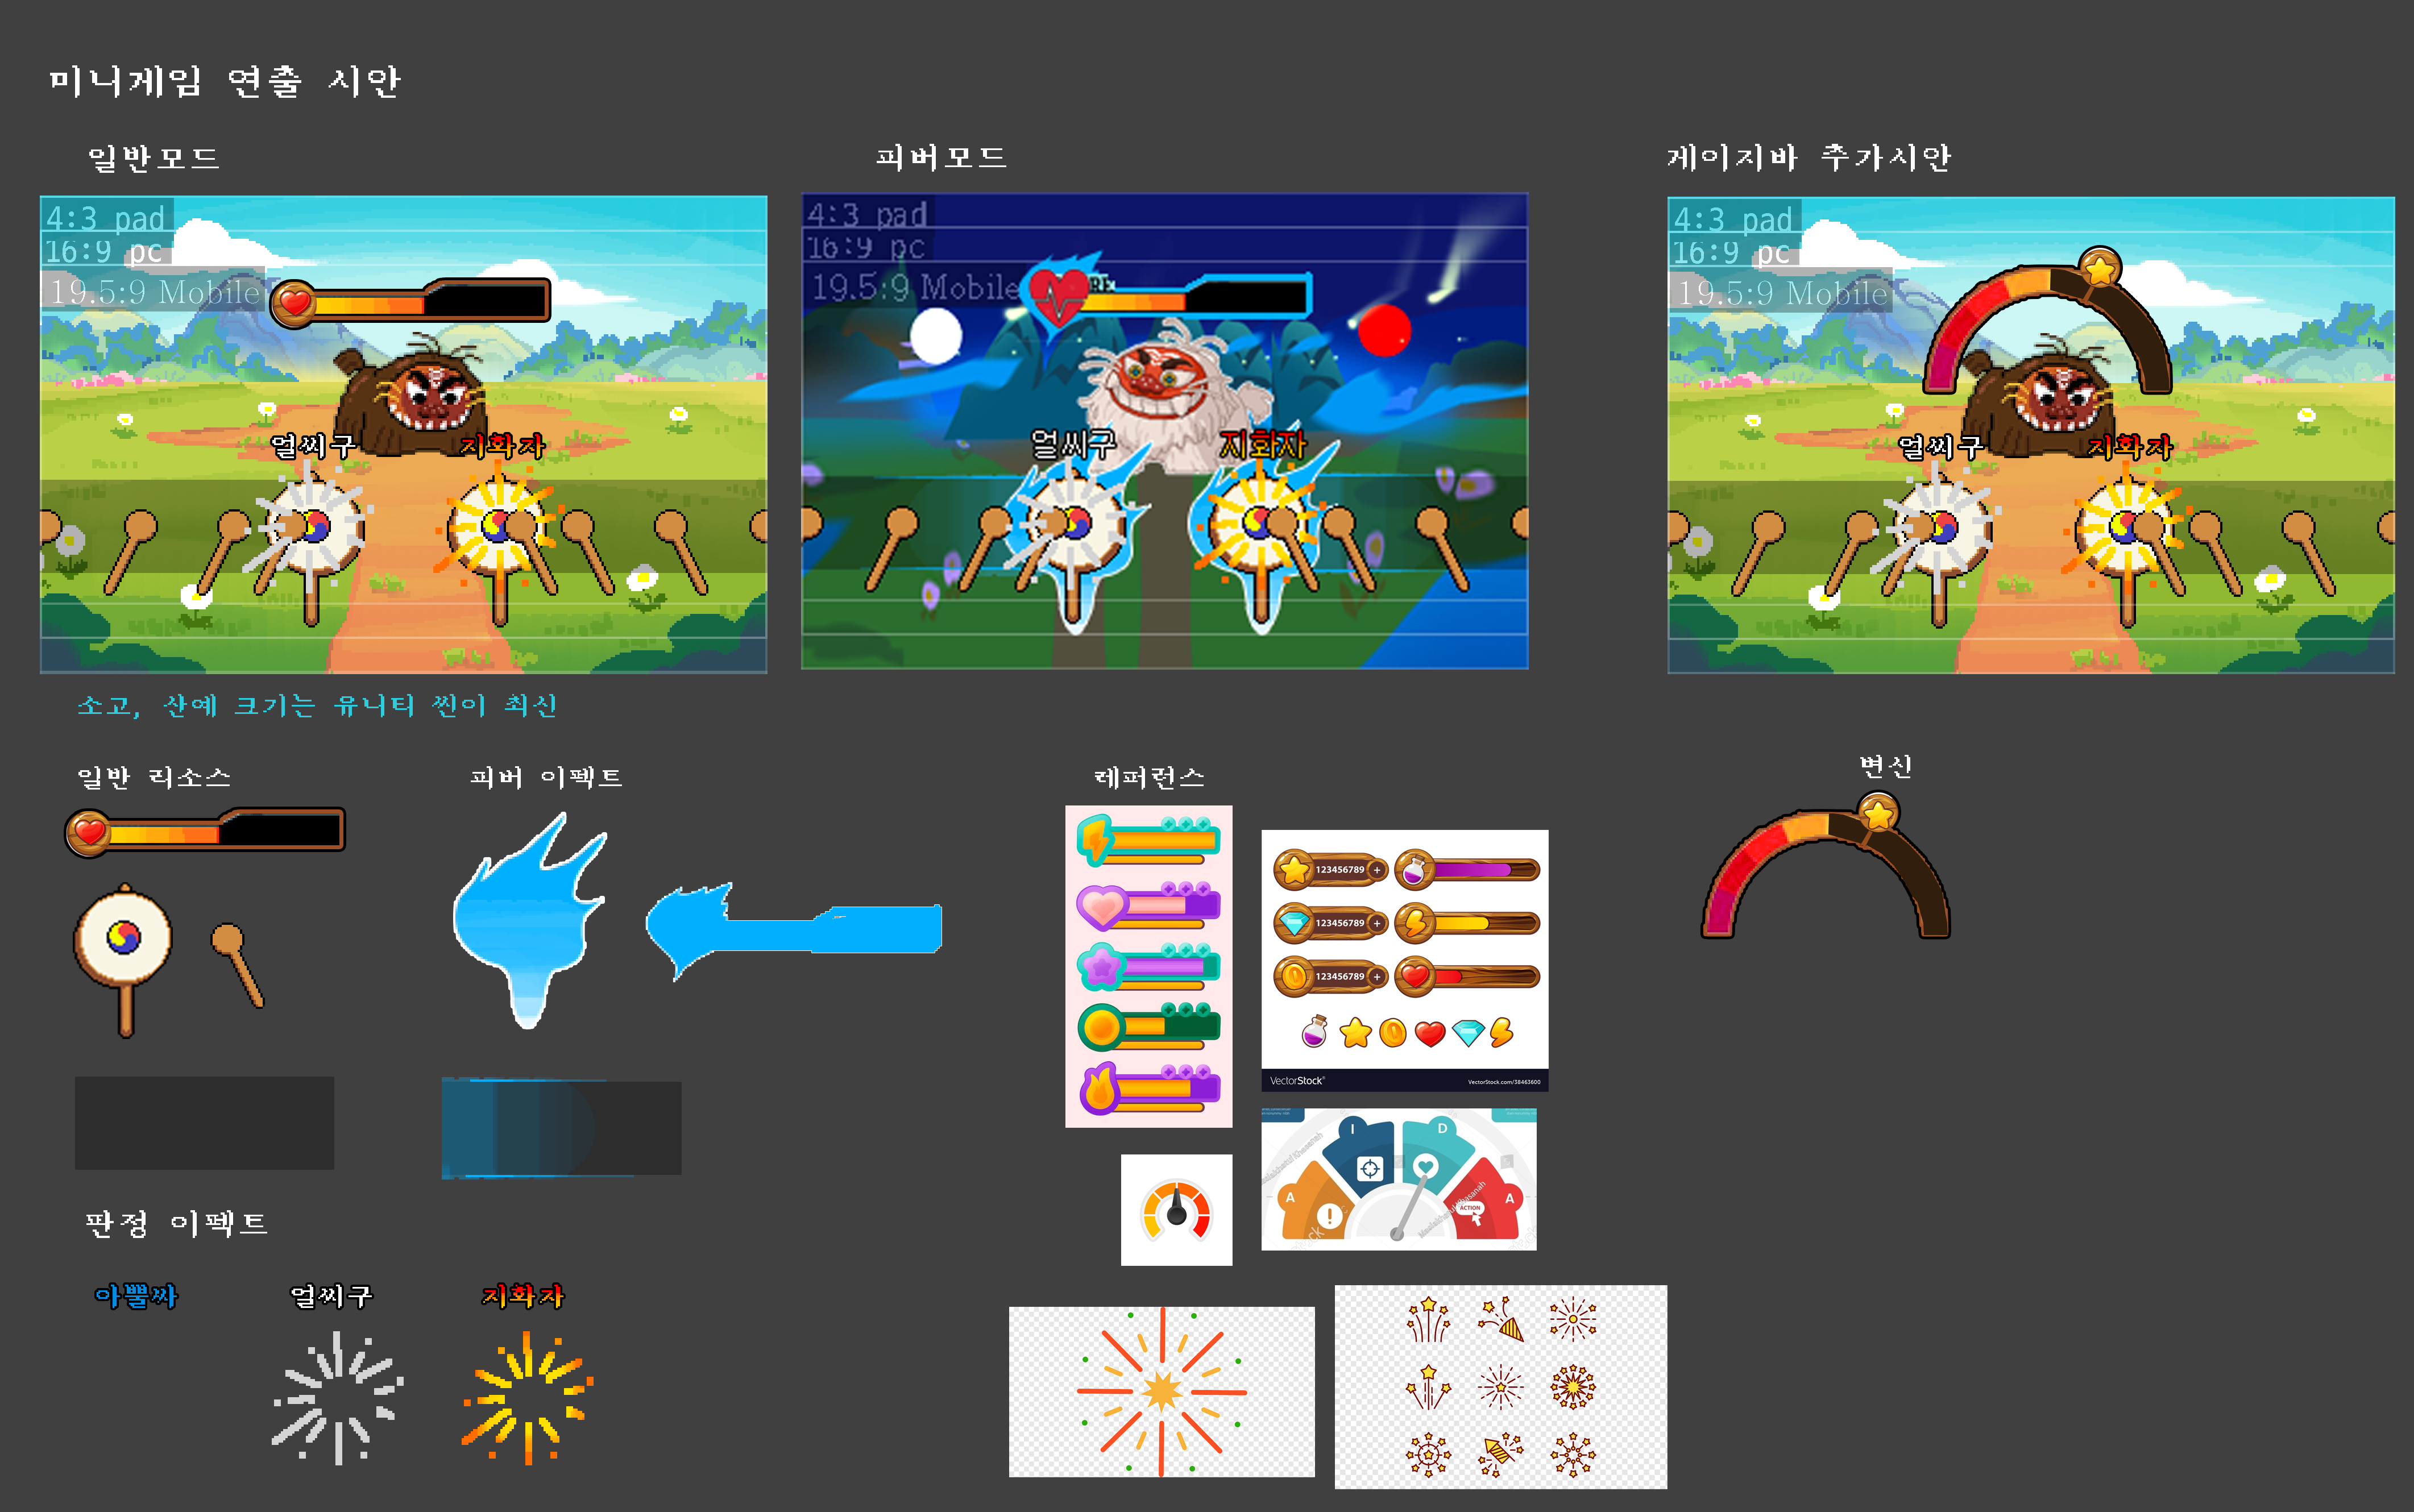 미니게임 연출 시안
일반모드
피버모드
게이지바 추가시안
4:3 pad
16:9 pc
19.5:9 Mobile
얼씨구
지화자
4:3 pad
16:9 pc
19.5:9 Mobile
얼씨구
지화자
4:3 pad
16:9 pc
19.5:9 Mobile
얼씨구
지화자
소고, 산예 크기는 유니티 씬이 최신
일반 리소스
피버 이펙트
레퍼런스
변신
123456789 +
123456789 +
123456789 +
VectorStock®
VectorStock.com/38463600
A
I
D
A
ACTION
판정 이펙트
아뿔싸
얼씨구
지화자